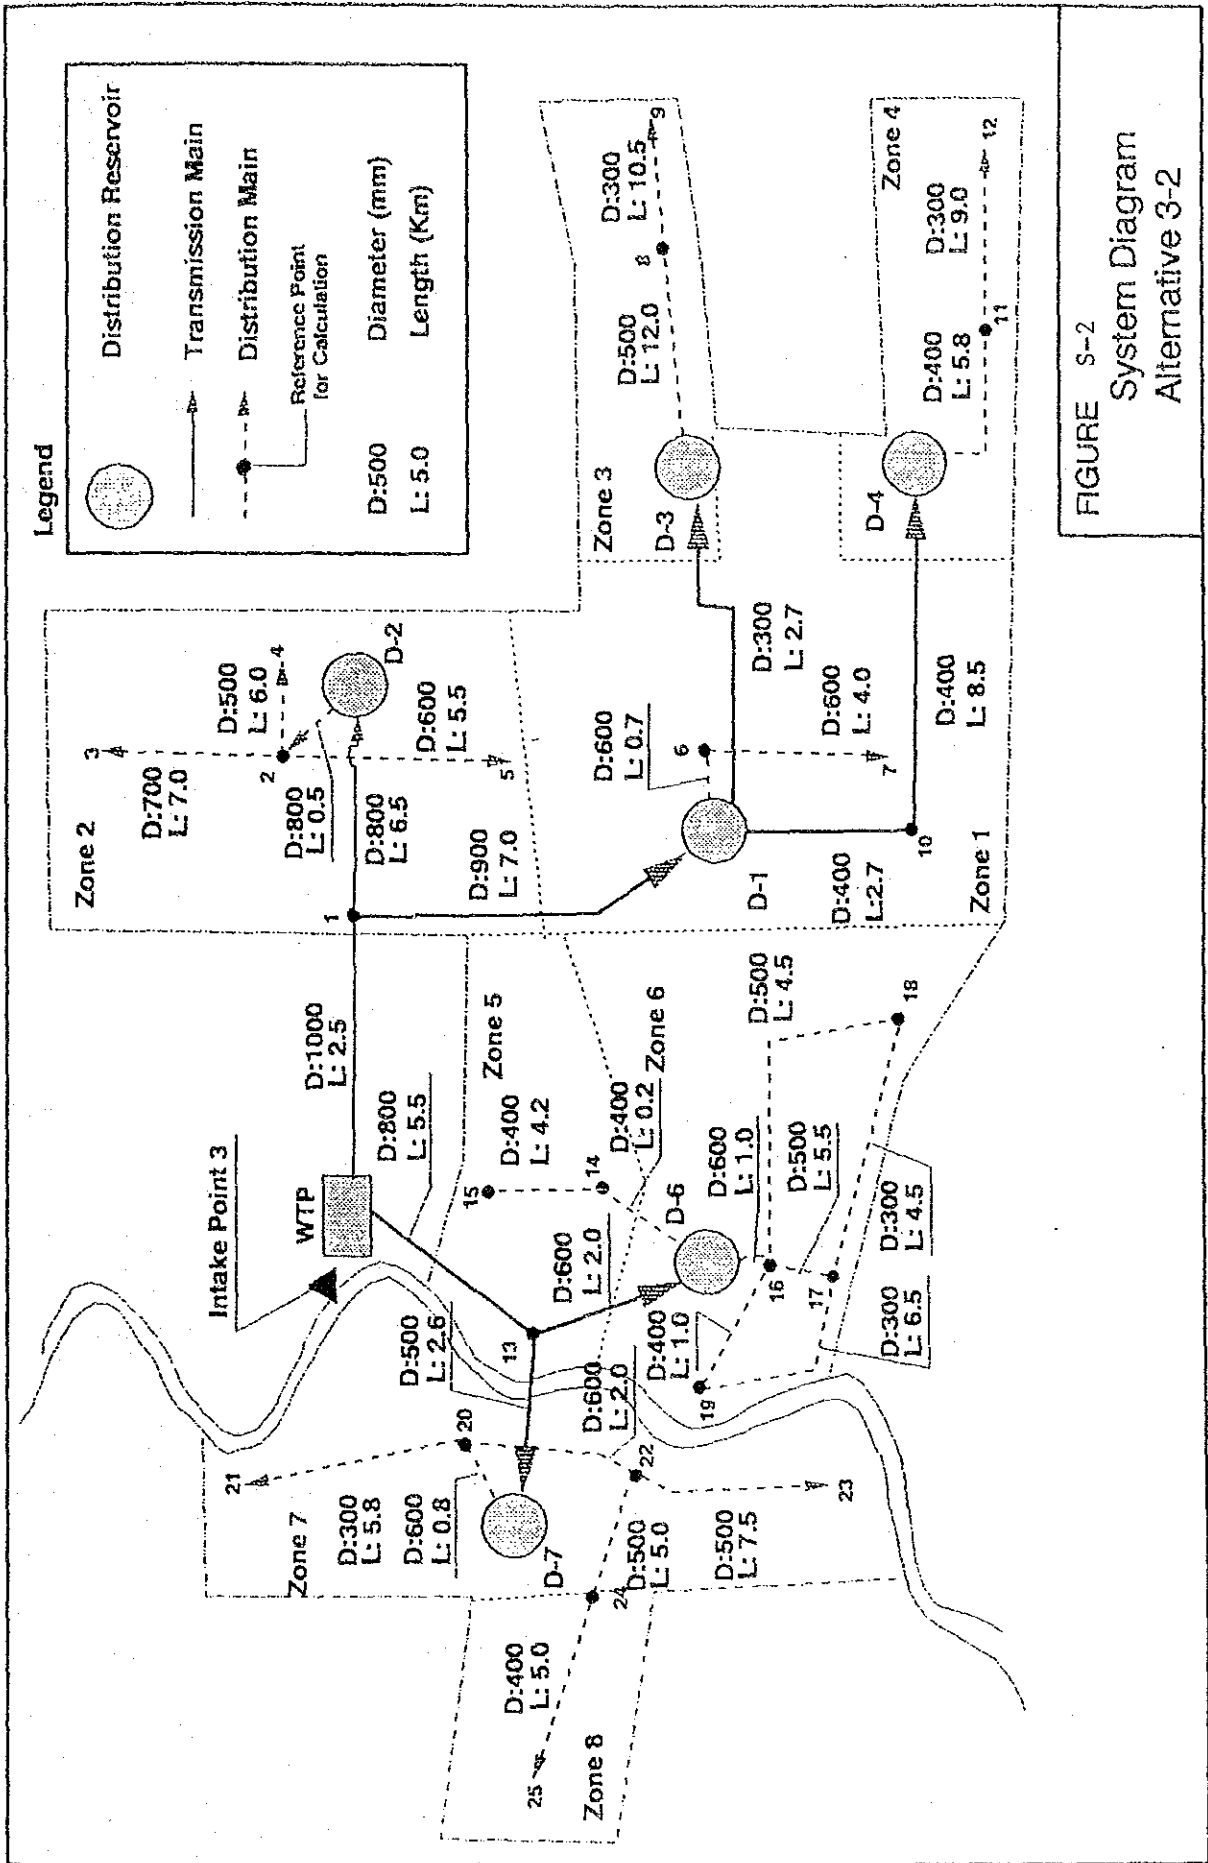 Legend
Distribution Reservoir
Transmission Main
Distribution Main
Reference Point
for Calculation
D:500 Diameter (mm)
L: 5.0 Length (Km)
Intake Point 3
WTP
D:1000
L: 2.5
D:800
L: 5.5
1
Zone 2
D:700
L: 7.0
3
2
D:500
L: 6.0
4
D:800
L: 0.5
D:800
L: 6.5
D-2
D:600
L: 5.5
5
D:900
L: 7.0
Zone 3
D-3
D:500
L: 12.0
8
D:300
L: 10.5
9
Zone 4
D-4
D:400
L: 5.8
11
D:300
L: 9.0
12
D:600
L: 0.7
6
D:300
L: 2.7
D:600
L: 4.0
7
D-1
D:400
L:2.7
10
D:400
L: 8.5
Zone 1
Zone 5
D:400
L: 4.2
15
14
D:400
L: 0.2
Zone 6
D-6
D:600
L: 1.0
D:500
L: 4.5
18
D:500
L: 5.5
16
17
D:300
L: 4.5
D:300
L: 6.5
D:600
L: 2.0
13
D:500
L: 2.6
D:400
L: 1.0
19
D:600
L: 2.0
20
21
22
23
Zone 7
D:300
L: 5.8
D:600
L: 0.8
D-7
D:500
L: 5.0
D:500
L: 7.5
24
D:400
L: 5.0
25
Zone 8
FIGURE S-2
System Diagram
Alternative 3-2